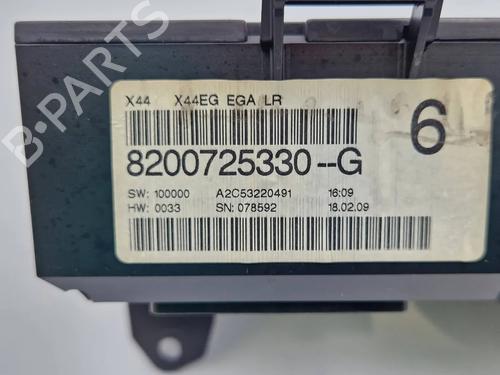 X44 X44EG EGA LR
6
8200725330--G
SW: 100000 A2C53220491 16:09
HW: 0033 SN: 078592 18.02.09
B-PARTS